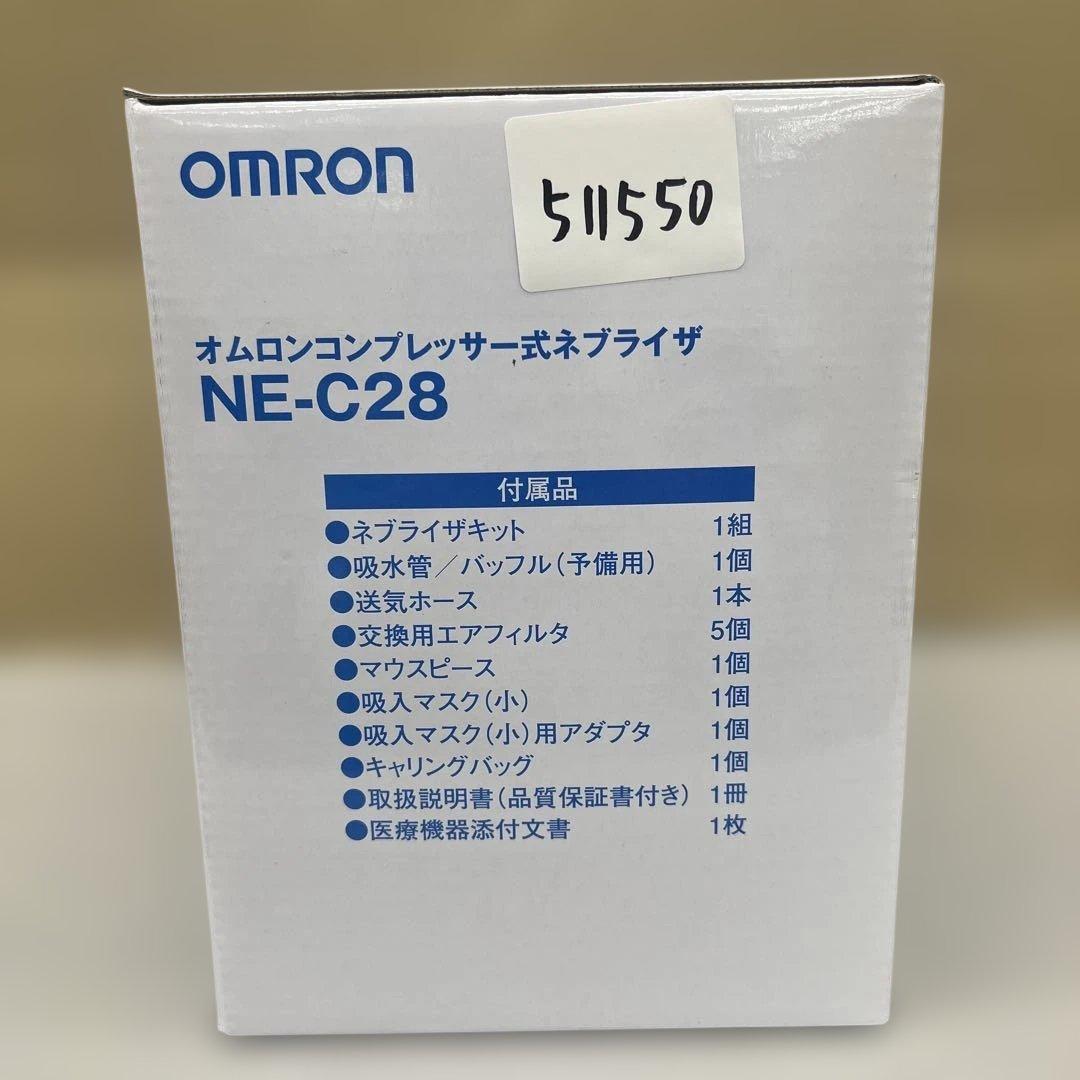 OMRON
511550
オムロンコンプレッサー式ネブライザ
NE-C28
付属品
●ネブライザキット 1組
●吸水管／バッフル(予備用) 1個
●送気ホース 1本
●交換用エアフィルタ 5個
●マウスピース 1個
●吸入マスク(小) 1個
●吸入マスク(小)用アダプタ 1個
●キャリングバッグ 1個
●取扱説明書(品質保証書付き) 1冊
●医療機器添付文書 1枚